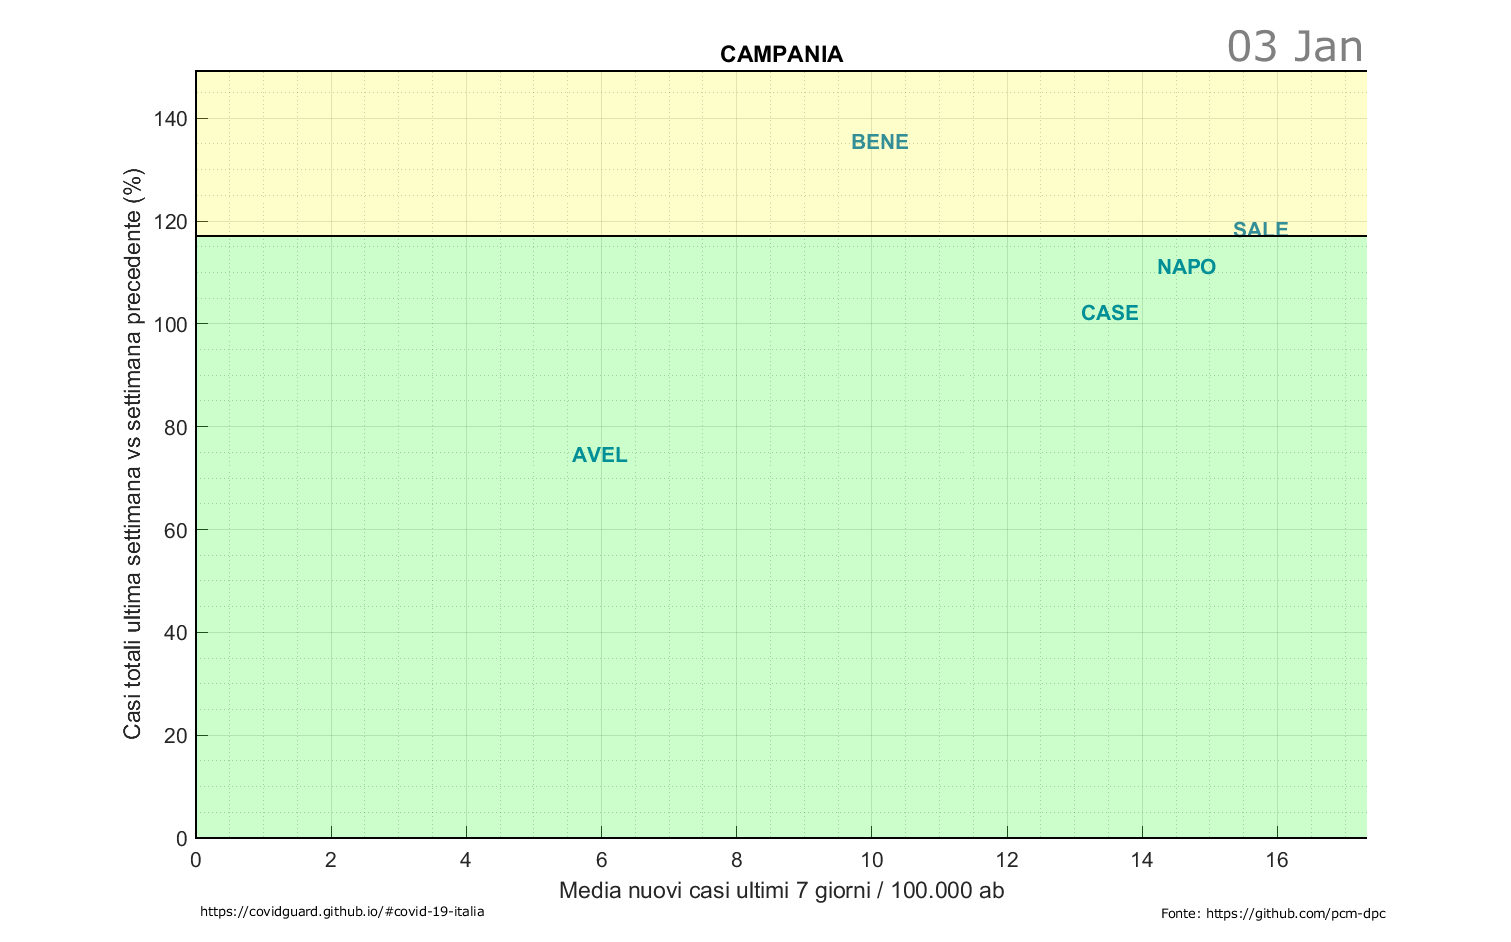 CAMPANIA
03 Jan
Casi totali ultima settimana vs settimana precedente (%)
140
120
100
80
60
40
20
0
BENE
SALE
NAPO
CASE
AVEL
0 2 4 6 8 10 12 14 16
Media nuovi casi ultimi 7 giorni / 100.000 ab
https://covidguard.github.io/#covid-19-italia
Fonte: https://github.com/pcm-dpc